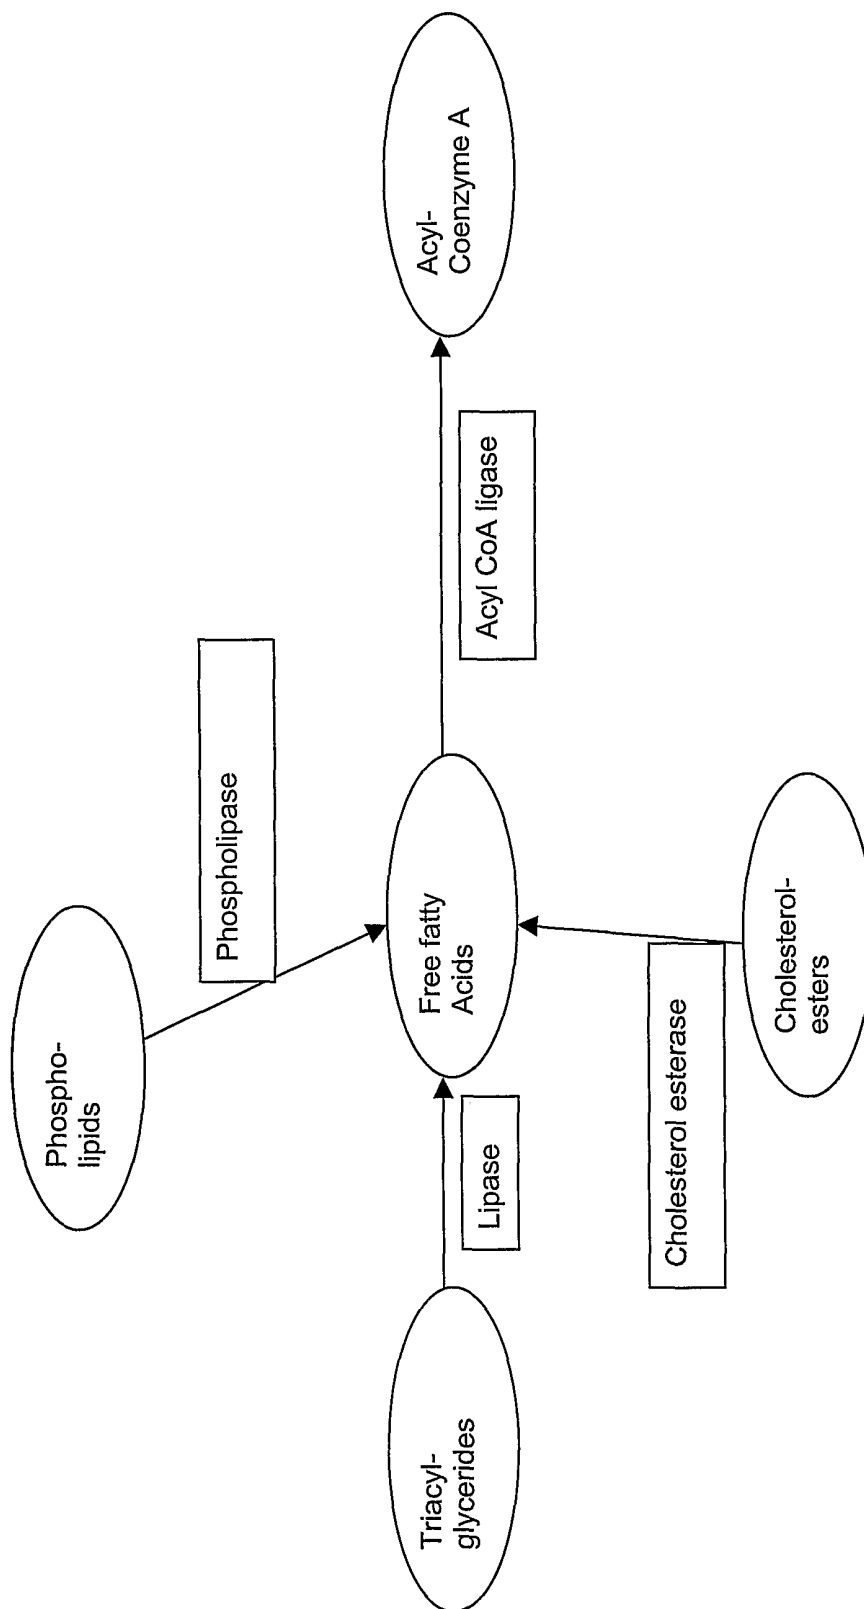 Phospho-
lipids
Phospholipase
Triacyl-
glycerides
Lipase
Free fatty
Acids
Acyl CoA ligase
Acyl-
Coenzyme A
Cholesterol esterase
Cholesterol-
esters